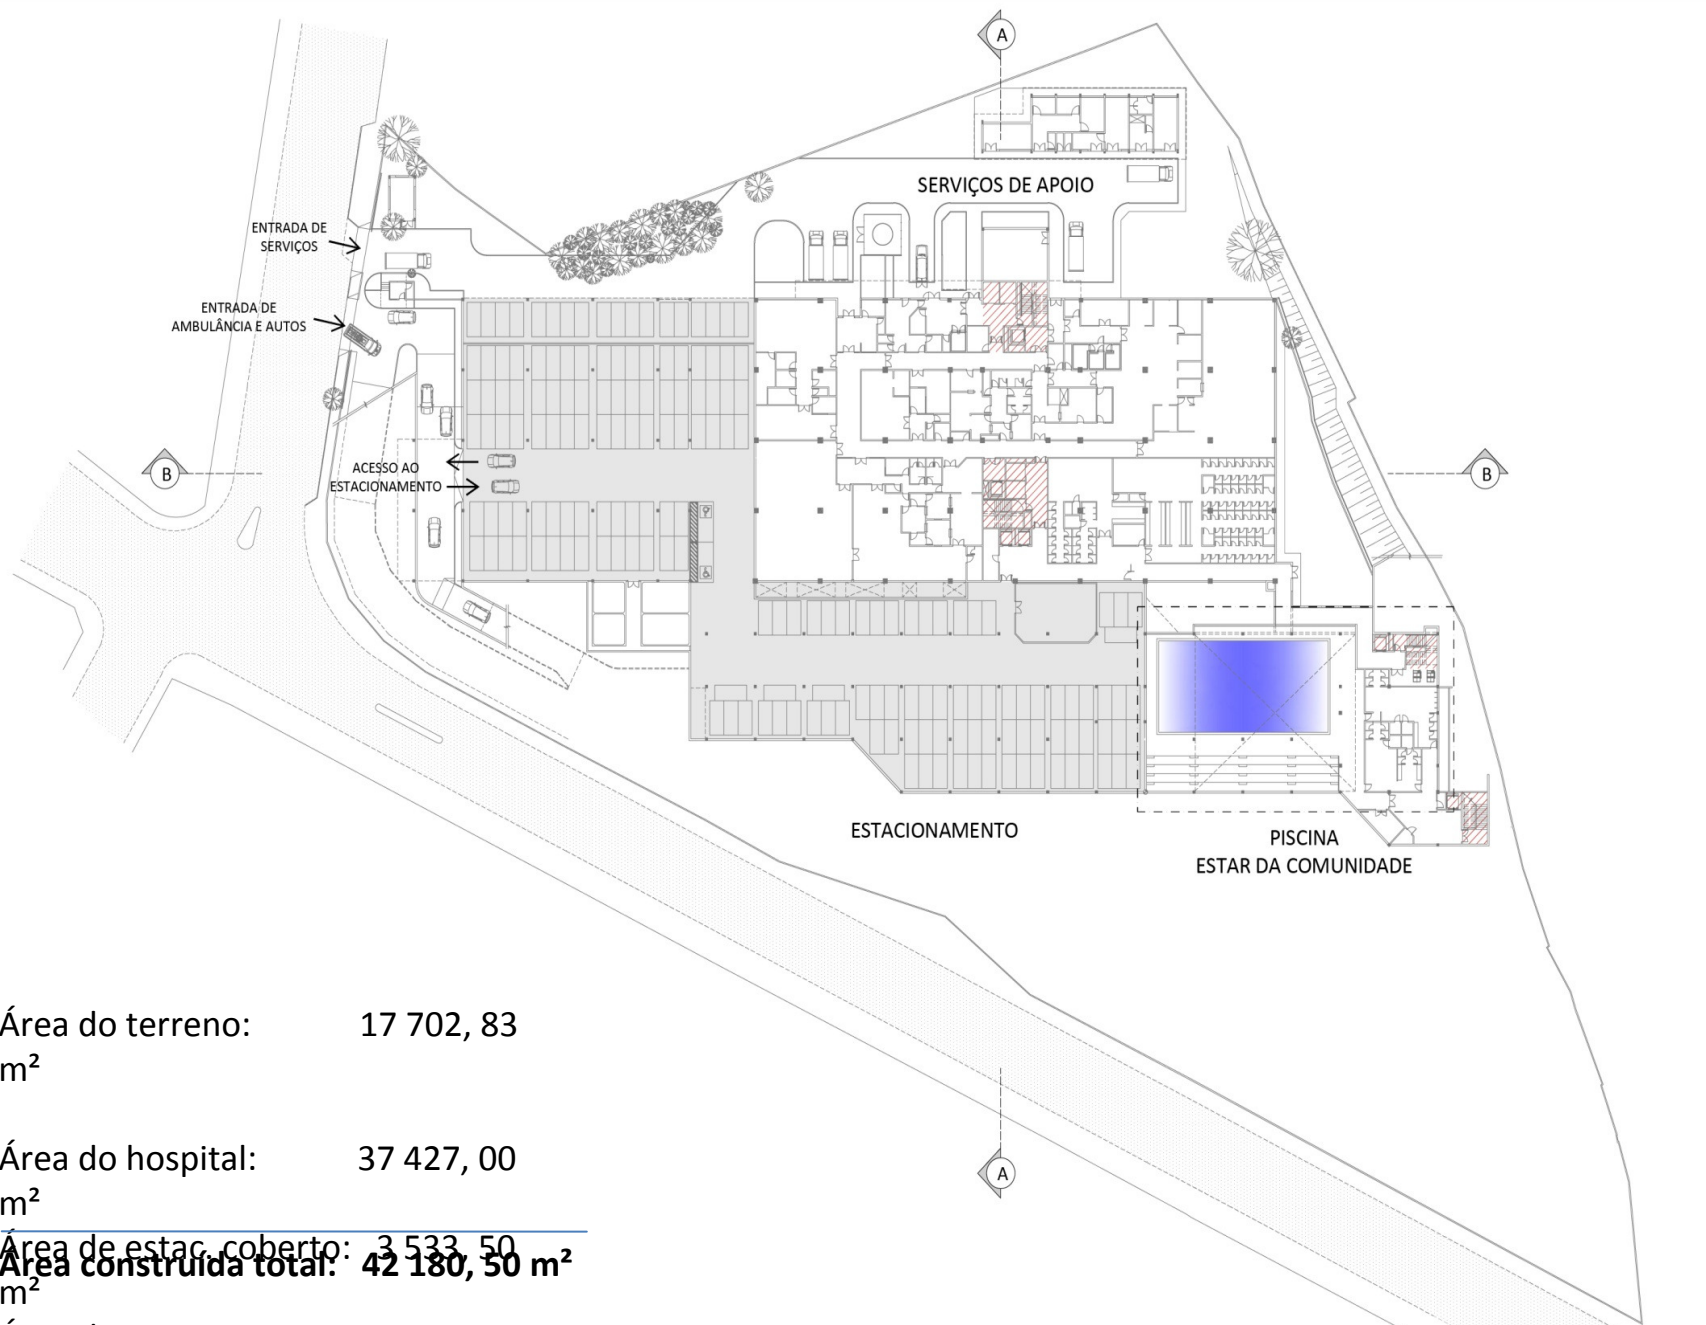 A
SERVIÇOS DE APOIO
ENTRADA DE
SERVIÇOS
ENTRADA DE
AMBULÂNCIA E AUTOS
ACESSO AO
ESTACIONAMENTO
B
B
ESTACIONAMENTO
PISCINA
ESTAR DA COMUNIDADE
Área do terreno: 17 702, 83
m²
Área do hospital: 37 427, 00
m²
Área de estac. coberto: 3 533, 50
Área construída total: 42 180, 50 m²
m²
A